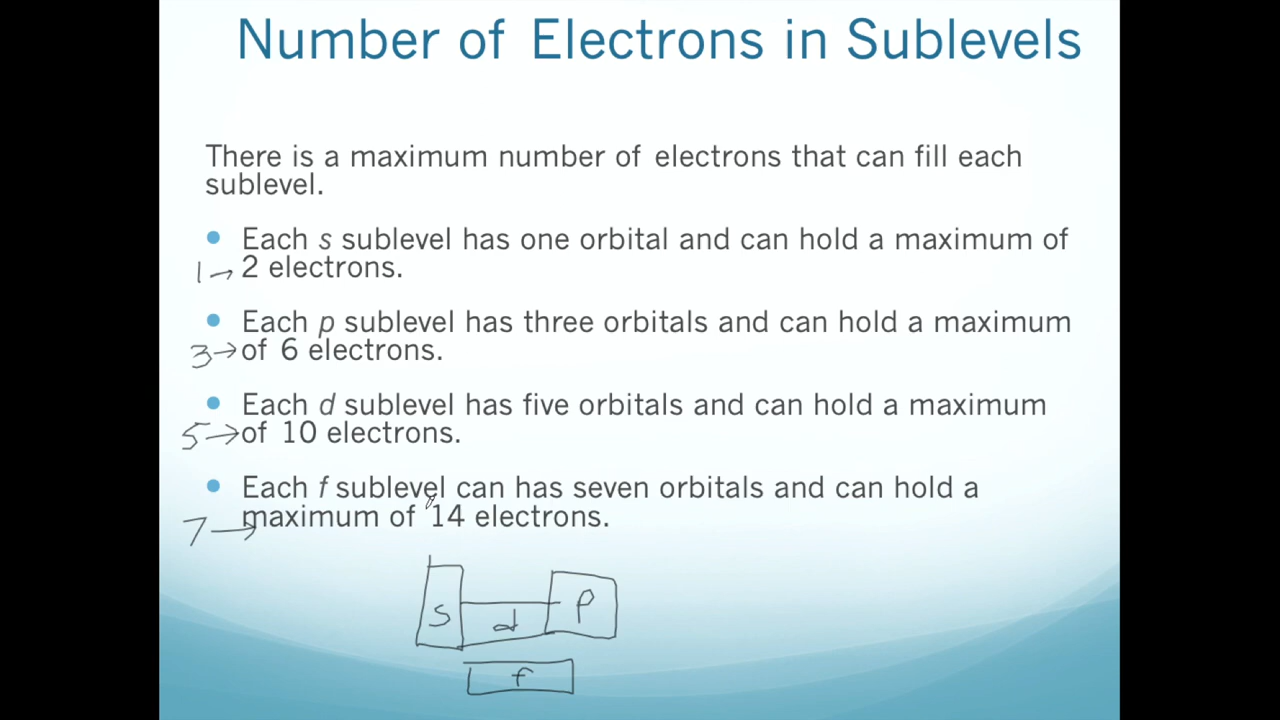 Number of Electrons in Sublevels
There is a maximum number of electrons that can fill each
sublevel.
• Each s sublevel has one orbital and can hold a maximum of
1→ 2 electrons.
• Each p sublevel has three orbitals and can hold a maximum
3→ of 6 electrons.
• Each d sublevel has five orbitals and can hold a maximum
5→ of 10 electrons.
• Each f sublevel can has seven orbitals and can hold a
7→ maximum of 14 electrons.
s d p
f